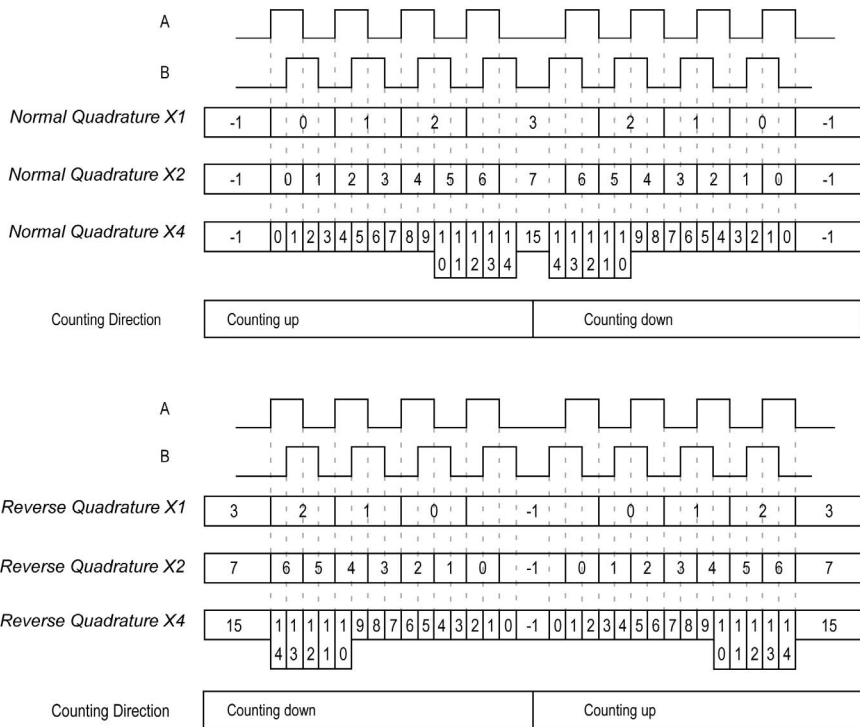 A
B
Normal Quadrature X1 -1 0 1 2 3 2 1 0 -1
Normal Quadrature X2 -1 0 1 2 3 4 5 6 7 6 5 4 3 2 1 0 -1
Normal Quadrature X4 -1 0 1 2 3 4 5 6 7 8 9 10 11 12 13 14 15 14 13 12 11 10 9 8 7 6 5 4 3 2 1 0 -1
Counting Direction Counting up Counting down
A
B
Reverse Quadrature X1 3 2 1 0 -1 0 1 2 3
Reverse Quadrature X2 7 6 5 4 3 2 1 0 -1 0 1 2 3 4 5 6 7
Reverse Quadrature X4 15 14 13 12 11 10 9 8 7 6 5 4 3 2 1 0 -1 0 1 2 3 4 5 6 7 8 9 10 11 12 13 14 15
Counting Direction Counting down Counting up